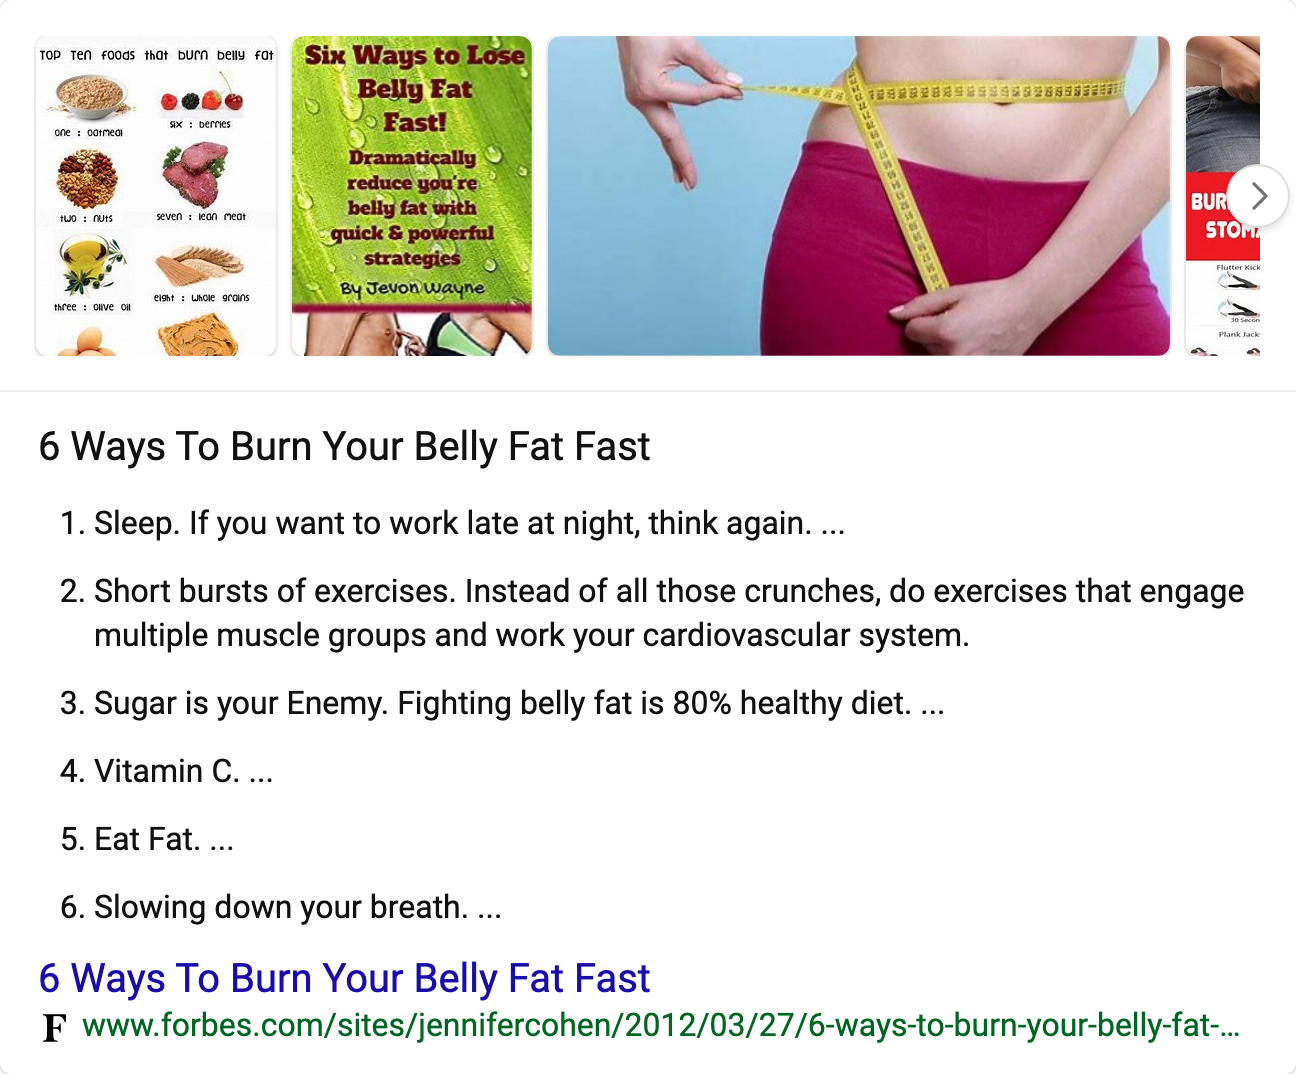 TOP Ten foods that burn belly fat
one : oatmeal
six : berries
two : nuts
seven : lean meat
three : olive oil
eight : whole grains
Six Ways to Lose
Belly Fat
Fast!
Dramatically
reduce you're
belly fat with
quick & powerful
strategies
By Jevon Wayne
BUR
STOM
Flutter Kick
30 Secon
Plank Jack
6 Ways To Burn Your Belly Fat Fast
1. Sleep. If you want to work late at night, think again. ...
2. Short bursts of exercises. Instead of all those crunches, do exercises that engage
multiple muscle groups and work your cardiovascular system.
3. Sugar is your Enemy. Fighting belly fat is 80% healthy diet. ...
4. Vitamin C. ...
5. Eat Fat. ...
6. Slowing down your breath. ...
6 Ways To Burn Your Belly Fat Fast
F www.forbes.com/sites/jennifercohen/2012/03/27/6-ways-to-burn-your-belly-fat-...